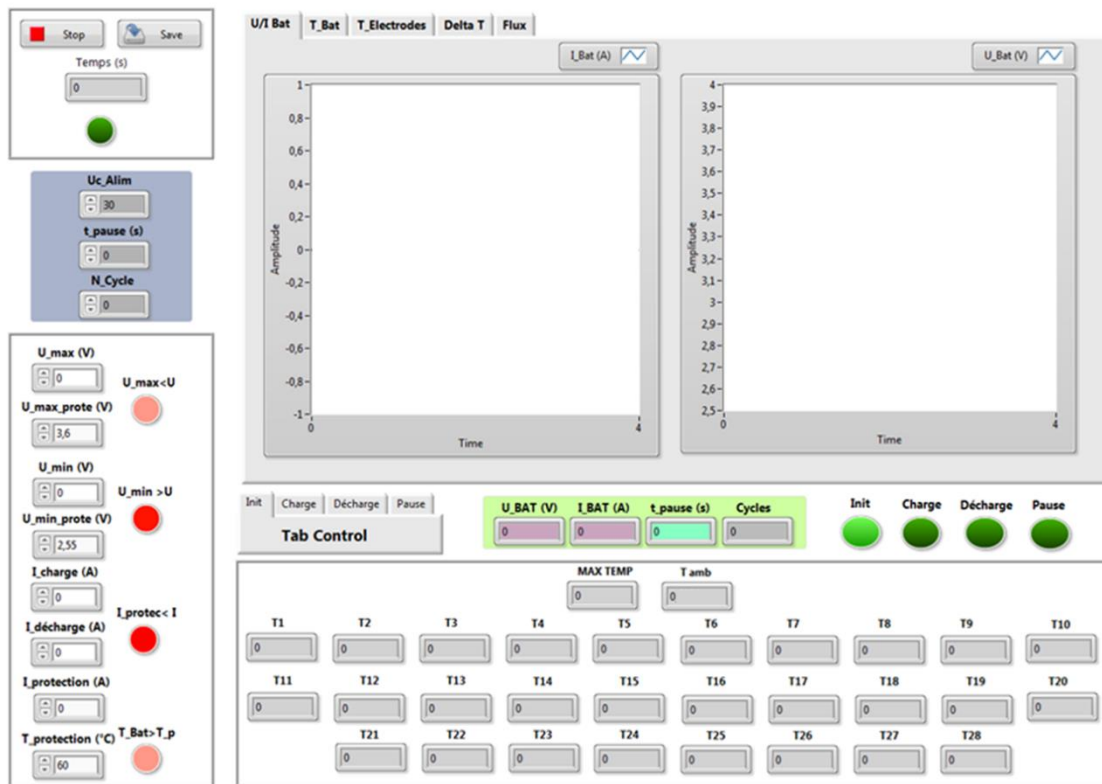 Stop Save
Temps (s)
0
Uc_Alim
30
t_pause (s)
0
N_Cycle
0
U_max (V)
0
U_max<U
U_max_prote (V)
3,6
U_min (V)
0
U_min >U
U_min_prote (V)
2,55
I_charge (A)
0
I_protec< I
I_décharge (A)
0
I_protection (A)
0
T_protection (°C) T_Bat>T_p
60
U/I Bat T_Bat T_Electrodes Delta T Flux
I_Bat (A)
1
0,8
0,6
0,4
0,2
0
-0,2
-0,4
-0,6
-0,8
-1
Amplitude
0 4
Time
U_Bat (V)
4
3,9
3,8
3,7
3,6
3,5
3,4
3,3
3,2
3,1
3
2,9
2,8
2,7
2,6
2,5
Amplitude
0 4
Time
Init Charge Décharge Pause
Tab Control
U_BAT (V) I_BAT (A) t_pause (s) Cycles
0 0 0 0
Init Charge Décharge Pause
MAX TEMP T amb
0 0
T1 T2 T3 T4 T5 T6 T7 T8 T9 T10
0 0 0 0 0 0 0 0 0 0
T11 T12 T13 T14 T15 T16 T17 T18 T19 T20
0 0 0 0 0 0 0 0 0 0
T21 T22 T23 T24 T25 T26 T27 T28
0 0 0 0 0 0 0 0